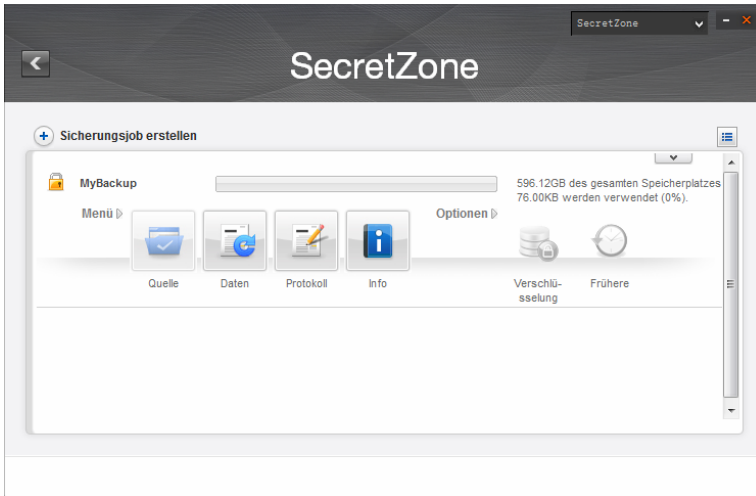 SecretZone
SecretZone
Sicherungsjob erstellen
MyBackup
596.12GB des gesamten Speicherplatzes
76.00KB werden verwendet (0%).
Menü
Optionen
Quelle
Daten
Protokoll
Info
Verschlü-
sselung
Frühere